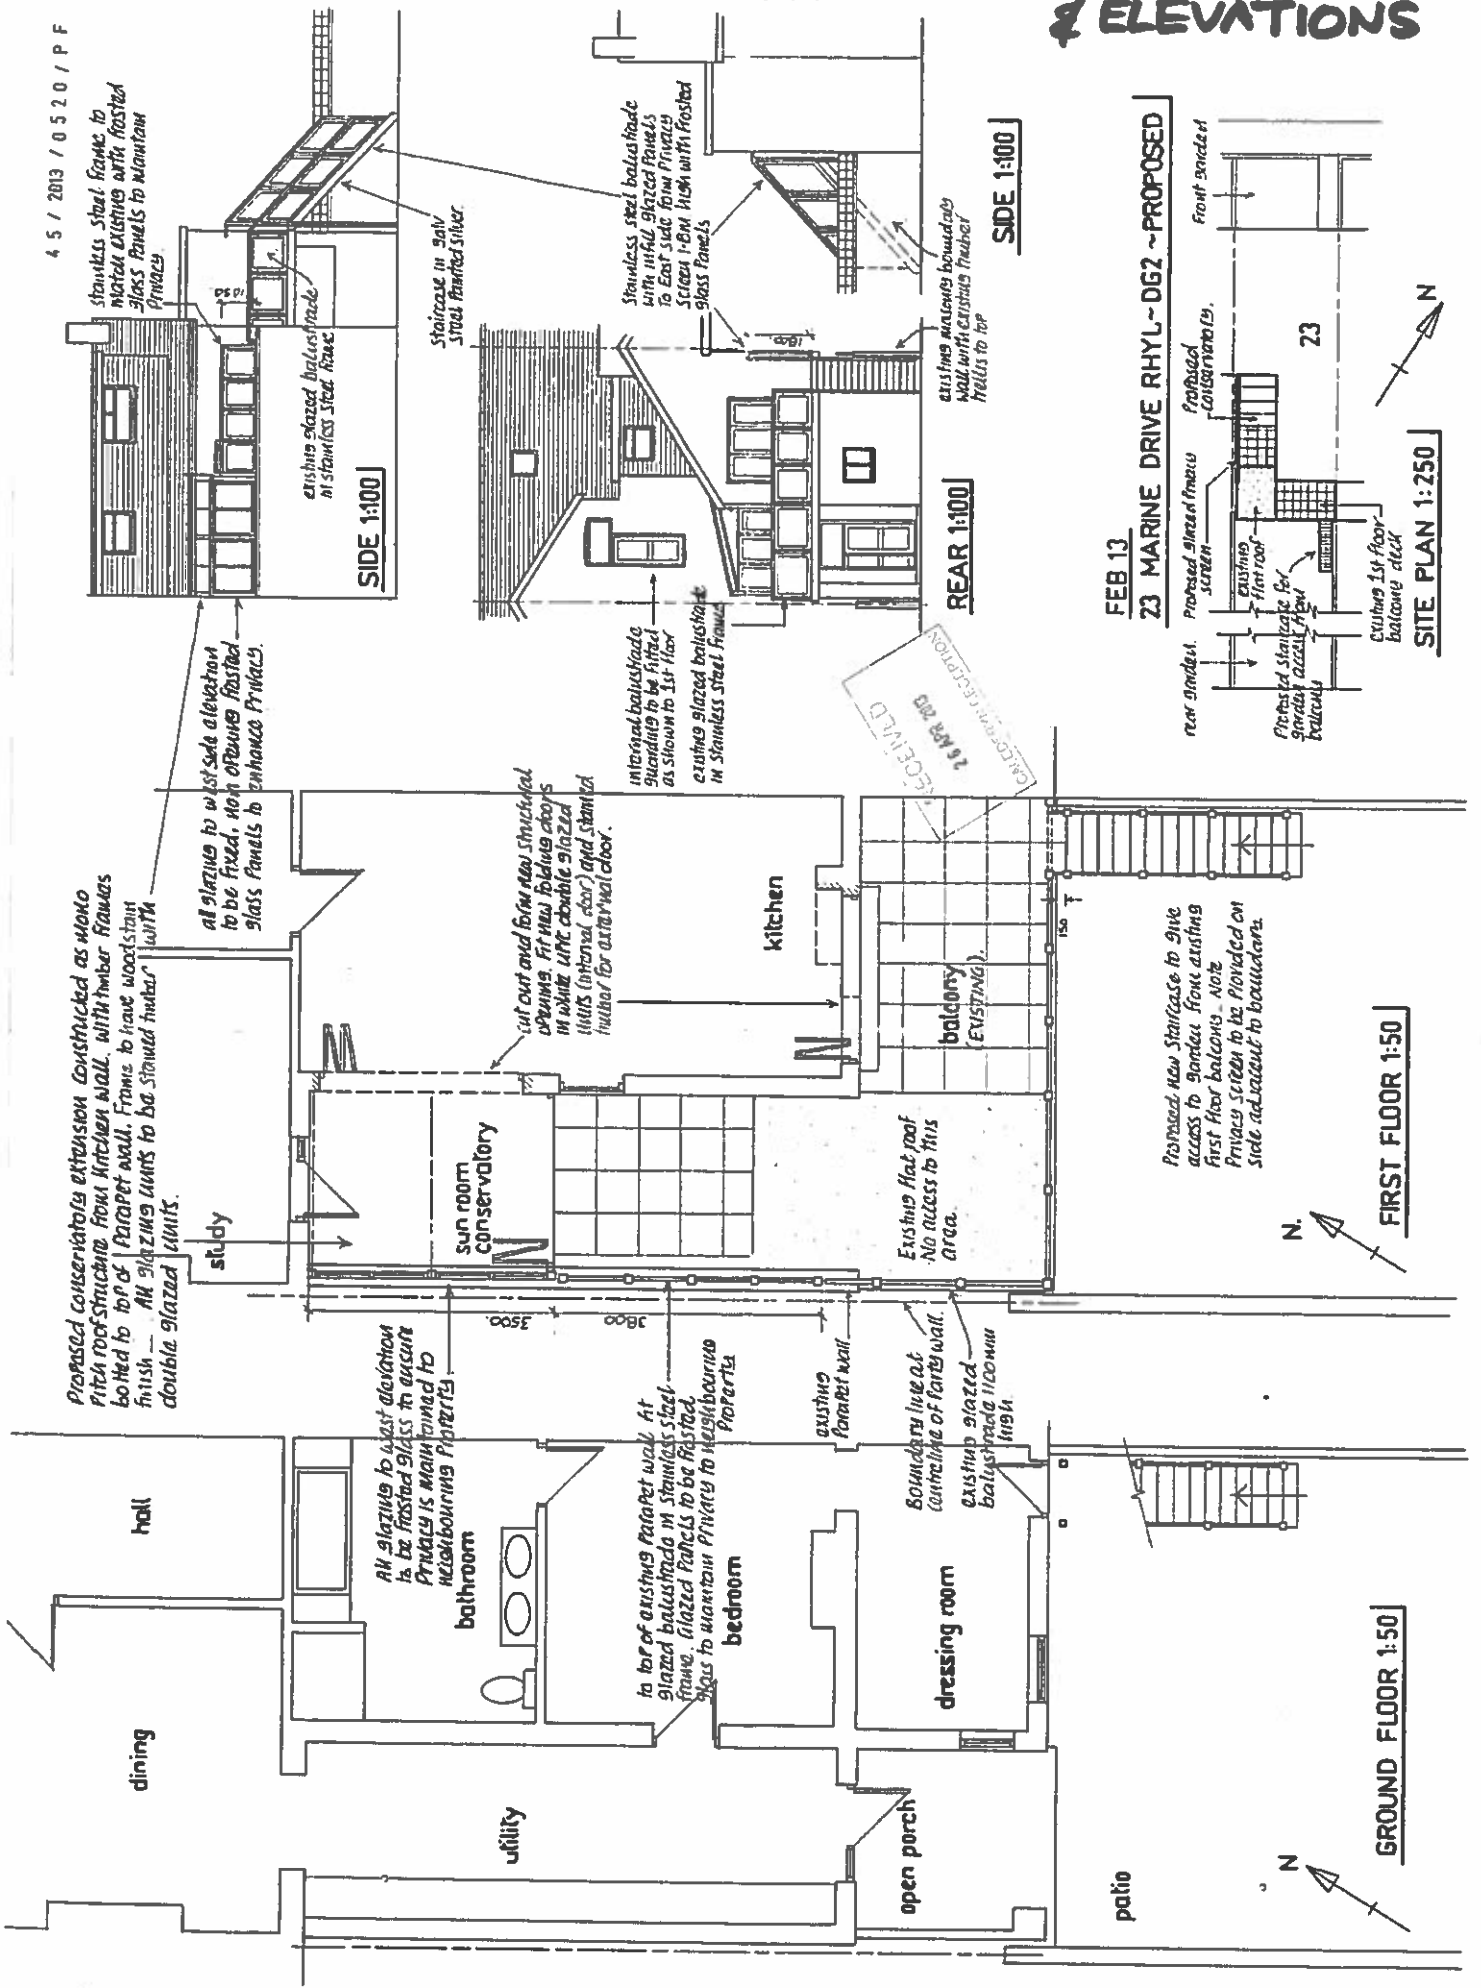 & ELEVATIONS
45/2013/0520/PF
Stainless Steel Frame to
match existing with frosted
glass Panels to maintain
Privacy
1030
existing glazed balustrade
in stainless steel frame
Staircase in galv
steel Painted silver.
SIDE 1:100
Stainless steel balustrade
with infill glazed Panels
To East side form Privacy
Screen 1.8m high with frosted
glass Panels
1800
existing masonry boundary
wall with existing timber
trellis to top
SIDE 1:100
internal balustrade
guarding to be fitted
as shown to 1st floor
existing glazed balustrade
in stainless steel frame
REAR 1:100
FEB 13
23 MARINE DRIVE RHYL~DG2~PROPOSED
rear garden.
Proposed glazed Privacy
screen
Proposed
Conservatory.
Front garden
existing
flat roof
23
Proposed staircase for
garden access from
balcony
existing 1st floor
balcony deck
N
SITE PLAN 1:250
RECEIVED
26 APR 2013
CALEDFRYN RECEPTION
Proposed conservatory extension constructed as mono
Pitch roof structure from kitchen wall. with timber frames
bolted to top of Parapet wall. Frame to have woodstain
finish - All glazing units to be stained timber with
double glazed units.
all glazing to west side elevation
to be fixed, non opening frosted
glass Panels to enhance Privacy.
cut out and form new structural
opening. Fit new folding doors
in white UPVC double glazed
units (internal door) and stained
timber for external door.
study
sun room
conservatory
kitchen
balcony
(EXISTING).
Existing flat roof
No access to this
area.
150
3500.
3800
Proposed new Staircase to give
access to garden from existing
first floor balcony. Note
Privacy screen to be Provided on
side adjacent to boundary.
N.
FIRST FLOOR 1:50
All glazing to west elevation
to be frosted glass to ensure
Privacy is maintained to
neighbouring Property.
to top of existing Parapet wall fit
glazed balustrade in stainless steel
frame. Glazed Panels to be frosted
glass to maintain Privacy to neighbouring
Property
existing
Parapet wall
Boundary line at
centreline of Party wall.
existing glazed
balustrade 1100mm
high.
hall
dining
bathroom
bedroom
utility
dressing room
open porch
patio
N
GROUND FLOOR 1:50